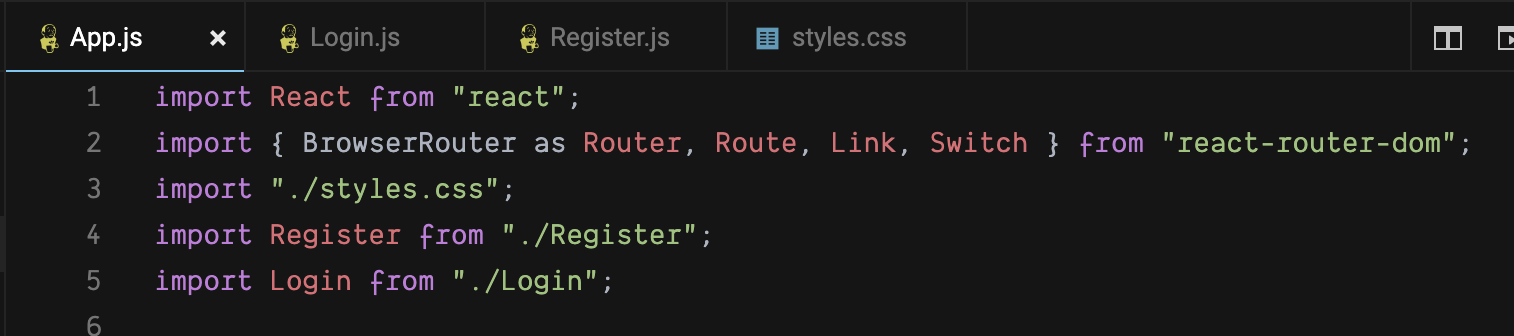 App.js × Login.js Register.js styles.css
1 import React from "react";
2 import { BrowserRouter as Router, Route, Link, Switch } from "react-router-dom";
3 import "./styles.css";
4 import Register from "./Register";
5 import Login from "./Login";
6